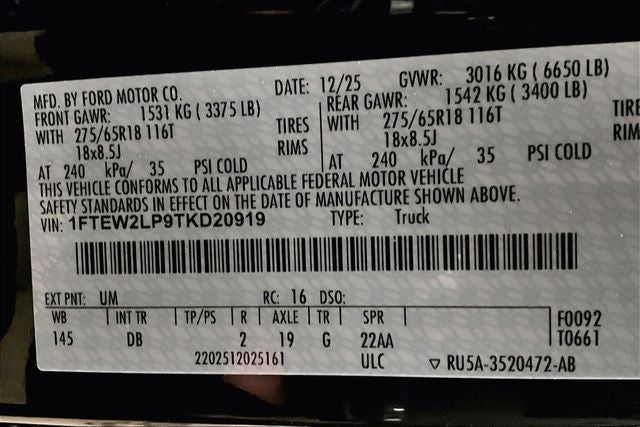 MFD. BY FORD MOTOR CO. DATE: 12/25 GVWR: 3016 KG ( 6650 LB)
FRONT GAWR: 1531 KG ( 3375 LB) REAR GAWR: 1542 KG ( 3400 LB)
WITH 275/65R18 116T TIRES WITH 275/65R18 116T TIRE
18x8.5J RIMS 18x8.5J RIM
AT 240 kPa/ 35 PSI COLD AT 240 kPa/ 35 PSI COLD
THIS VEHICLE CONFORMS TO ALL APPLICABLE FEDERAL MOTOR VEHICLE
SAFETY STANDARDS IN EFFECT ON THE DATE OF MANUFACTURE SHOWN ABOVE.
VIN: 1FTEW2LP9TKD20919 TYPE: Truck
EXT PNT: UM RC: 16 DSO:
WB INT TR TP/PS R AXLE TR SPR F0092
145 DB 2 19 G 22AA T0661
2202512025161 ULC ▽ RU5A-3520472-AB